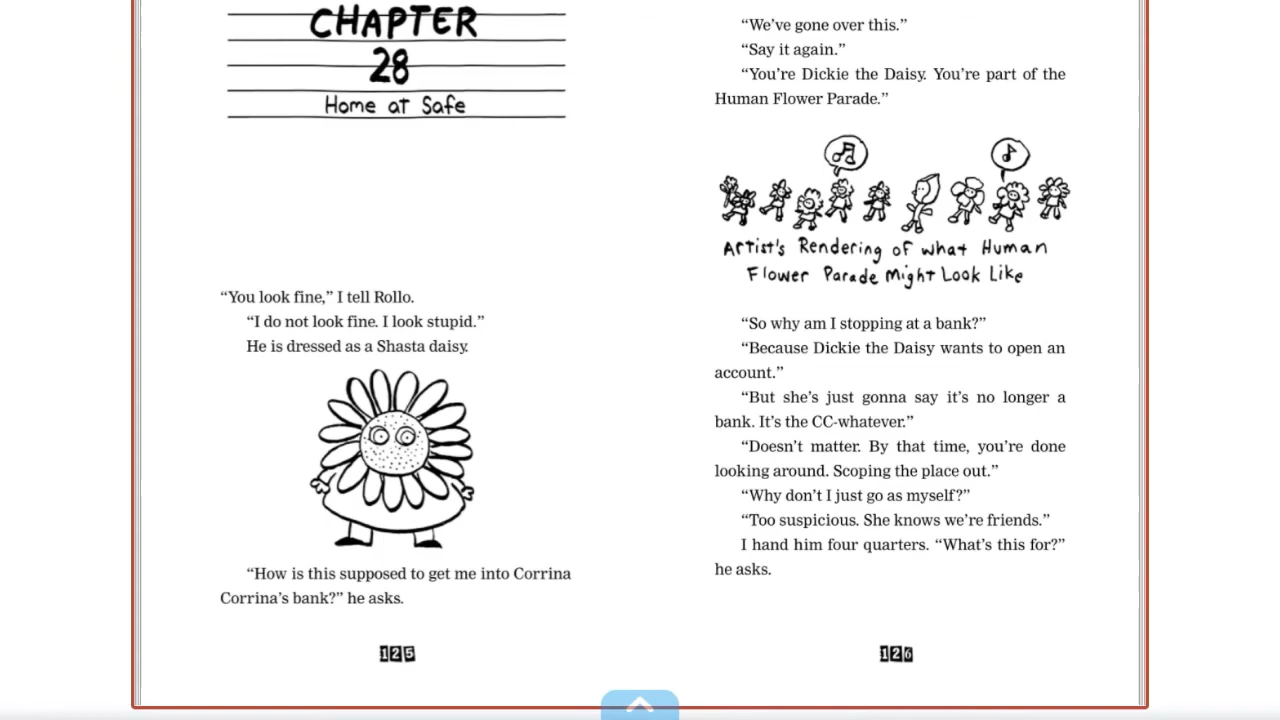 CHAPTER
28
Home at Safe
“You look fine,” I tell Rollo.
“I do not look fine. I look stupid.”
He is dressed as a Shasta daisy.
“How is this supposed to get me into Corrina
Corrina’s bank?” he asks.
125
“We’ve gone over this.”
“Say it again.”
“You’re Dickie the Daisy. You’re part of the
Human Flower Parade.”
Artist's Rendering of what Human
Flower Parade Might Look Like
“So why am I stopping at a bank?”
“Because Dickie the Daisy wants to open an
account.”
“But she’s just gonna say it’s no longer a
bank. It’s the CC-whatever.”
“Doesn’t matter. By that time, you’re done
looking around. Scoping the place out.”
“Why don’t I just go as myself?”
“Too suspicious. She knows we’re friends.”
I hand him four quarters. “What’s this for?”
he asks.
126